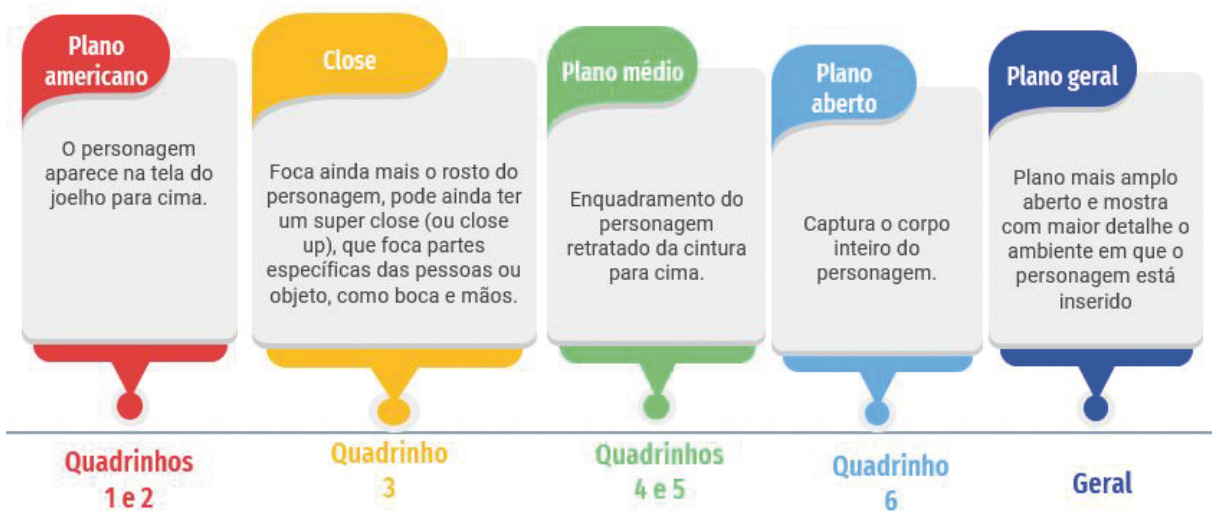 Plano
americano
O personagem
aparece na tela do
joelho para cima.
Quadrinhos
1 e 2
Close
Foca ainda mais o rosto do
personagem, pode ainda ter
um super close (ou close
up), que foca partes
específicas das pessoas ou
objeto, como boca e mãos.
Quadrinho
3
Plano médio
Enquadramento do
personagem
retratado da cintura
para cima.
Quadrinhos
4 e 5
Plano
aberto
Captura o corpo
inteiro do
personagem.
Quadrinho
6
Plano geral
Plano mais amplo
aberto e mostra
com maior detalhe o
ambiente em que o
personagem está
inserido
Geral